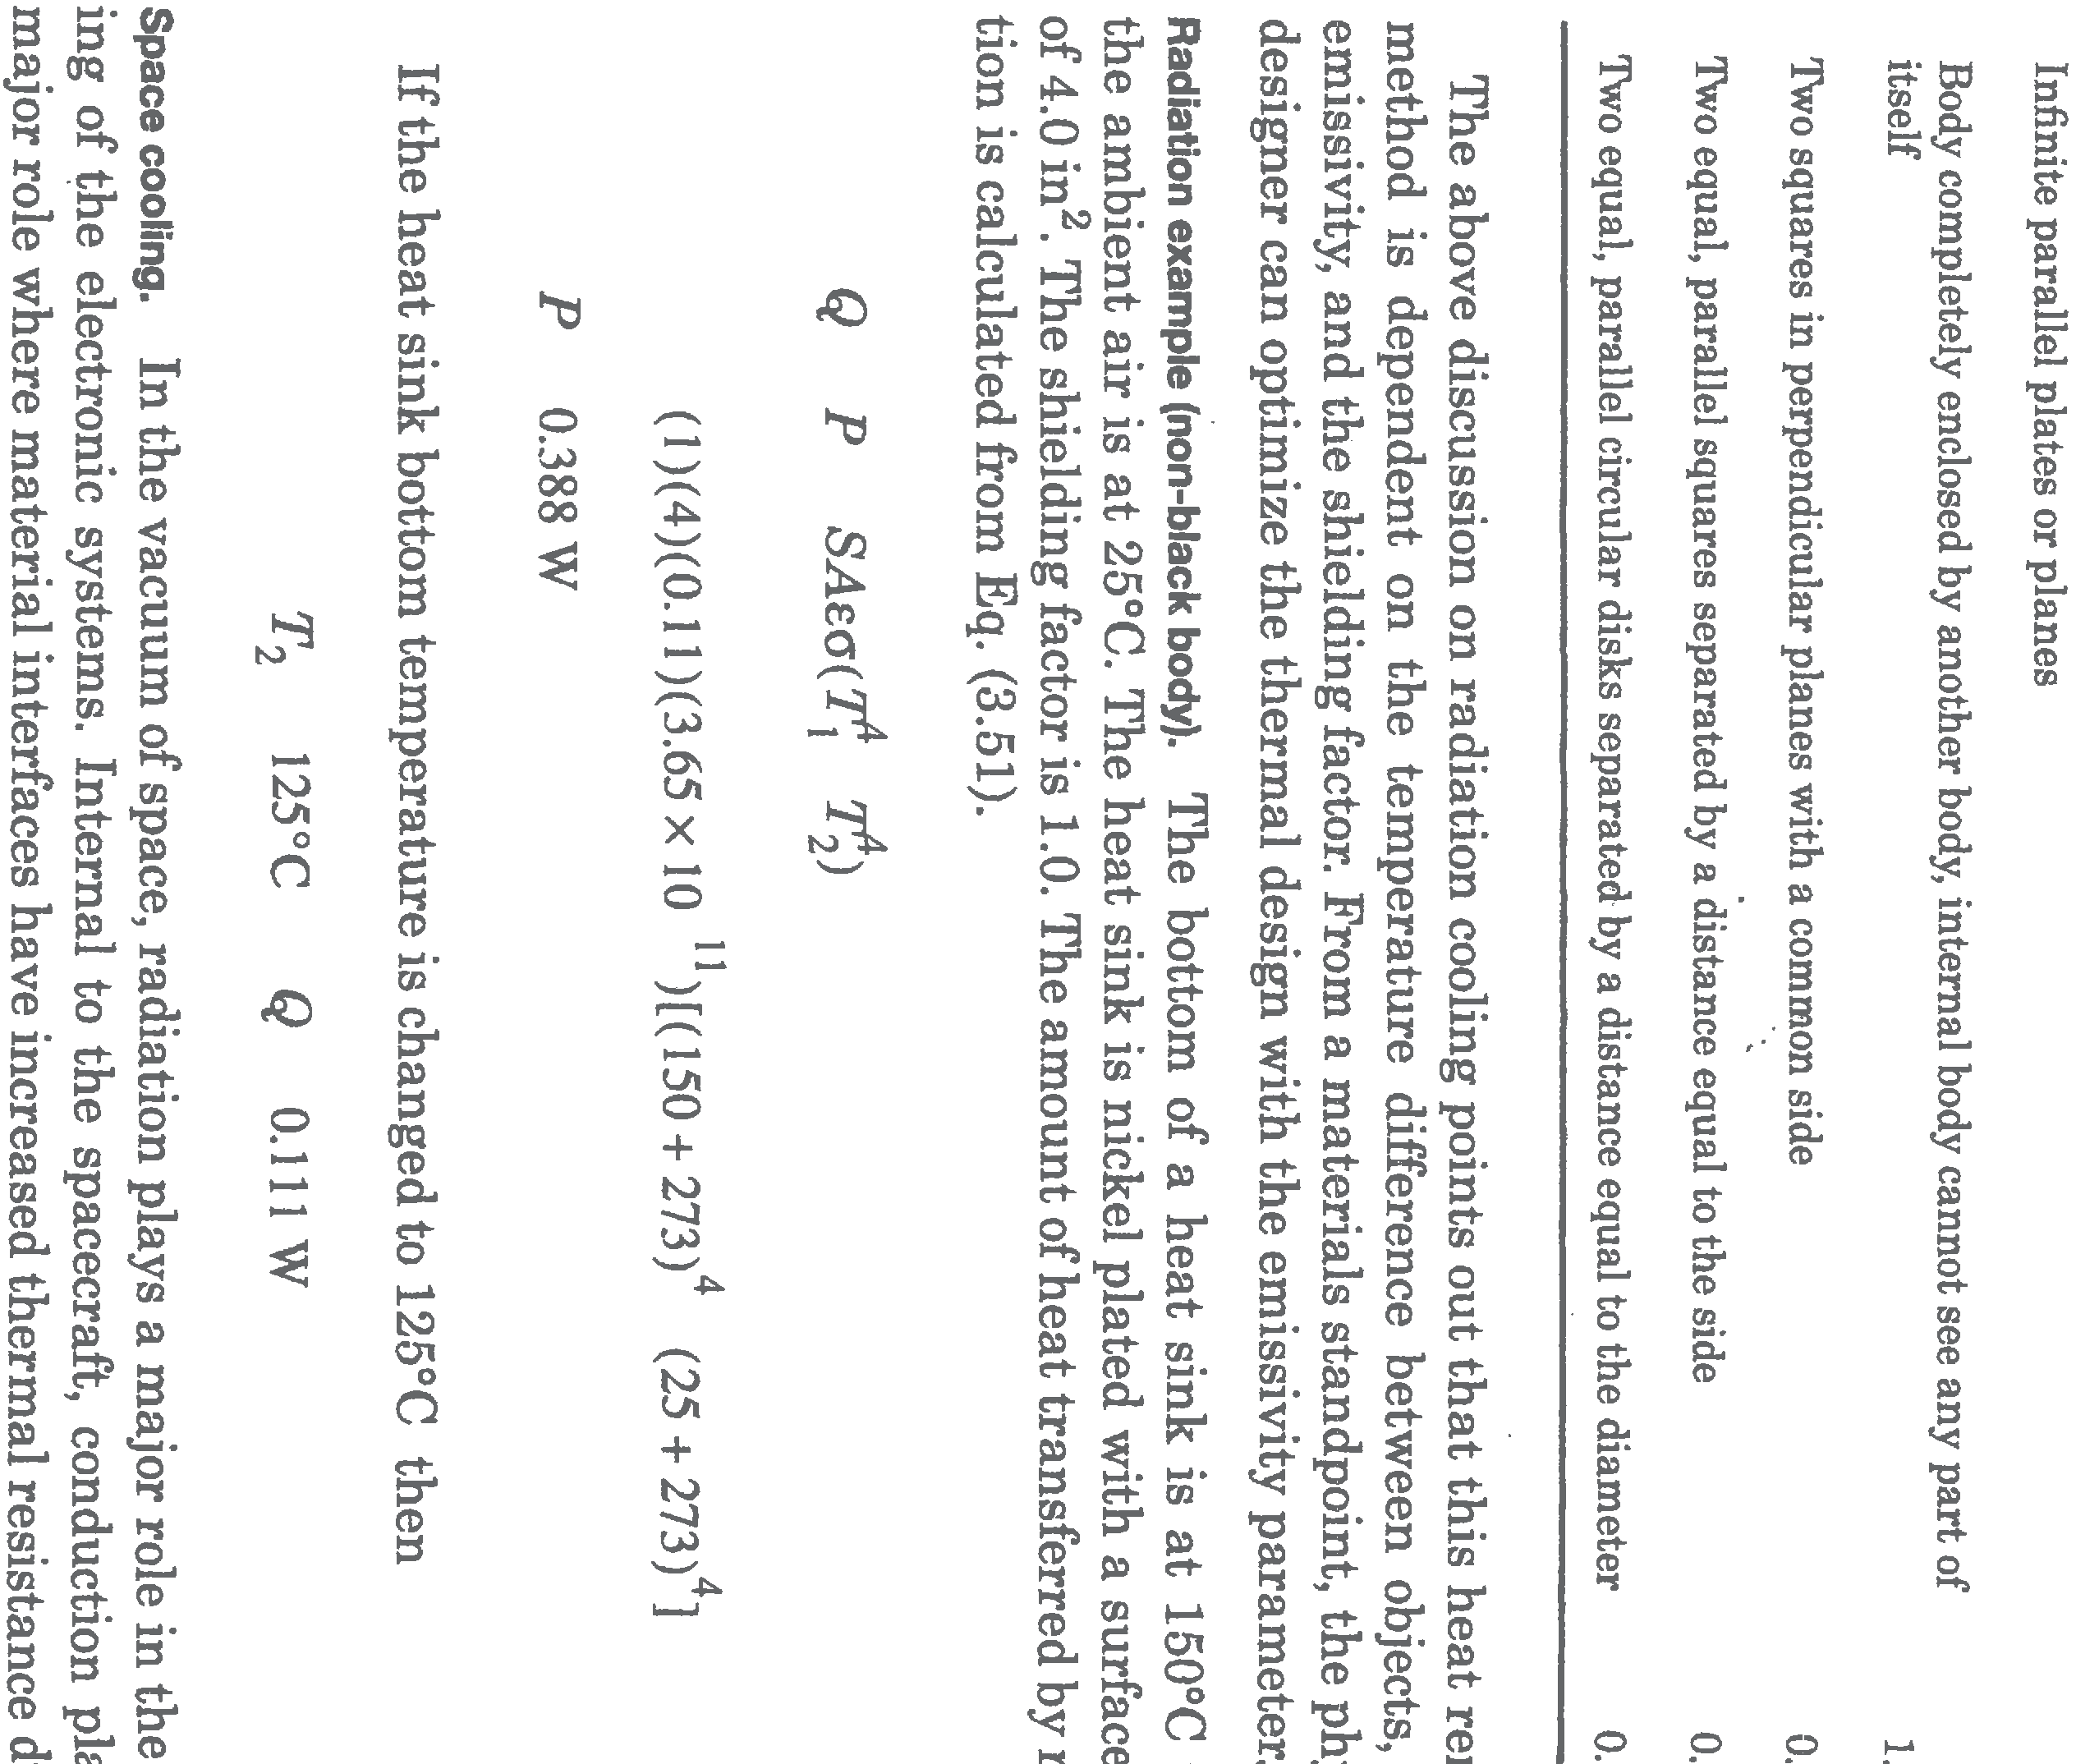 Infinite parallel plates or planes
Body completely enclosed by another body, internal body cannot see any part of
itself 1.
Two squares in perpendicular planes with a common side 0.
Two equal, parallel squares separated by a distance equal to the side 0.
Two equal, parallel circular disks separated by a distance equal to the diameter 0.
The above discussion on radiation cooling points out that this heat
method is dependent on the temperature difference between objects,
emissivity, and the shielding factor. From a materials standpoint, the
designer can optimize the thermal design with the emissivity parameter.
Radiation example (non-black body). The bottom of a heat sink is at 150°C
the ambient air is at 25°C. The heat sink is nickel plated with a surface
of 4.0 in². The shielding factor is 1.0. The amount of heat transferred by
tion is calculated from Eq. (3.51).
Q P SAεσ(T₁⁴ T₂⁴)
(1)(4)(0.11)(3.65 × 10 ¹¹)[(150 + 273)⁴ (25 + 273)⁴]
P 0.388 W
If the heat sink bottom temperature is changed to 125°C then
T₂ 125°C Q 0.111 W
Space cooling. In the vacuum of space, radiation plays a major role in the
ing of the electronic systems. Internal to the spacecraft, conduction
major role where material interfaces have increased thermal resistance